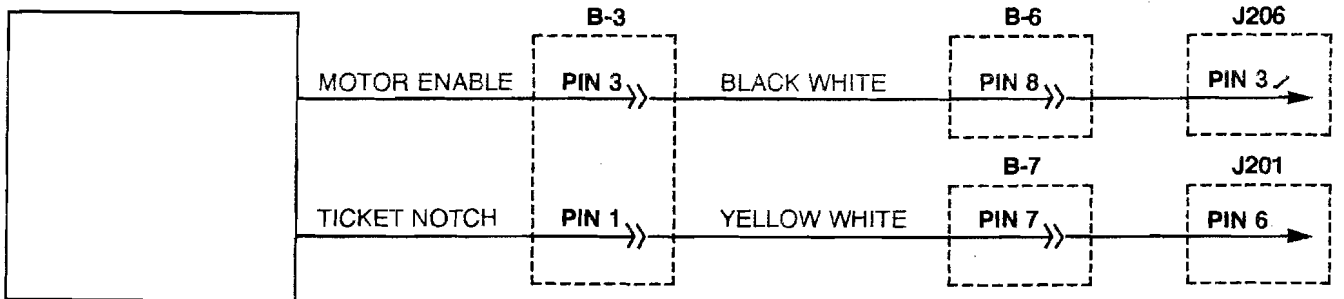 B-3 B-6 J206
MOTOR ENABLE PIN 3 BLACK WHITE PIN 8 PIN 3
B-7 J201
TICKET NOTCH PIN 1 YELLOW WHITE PIN 7 PIN 6